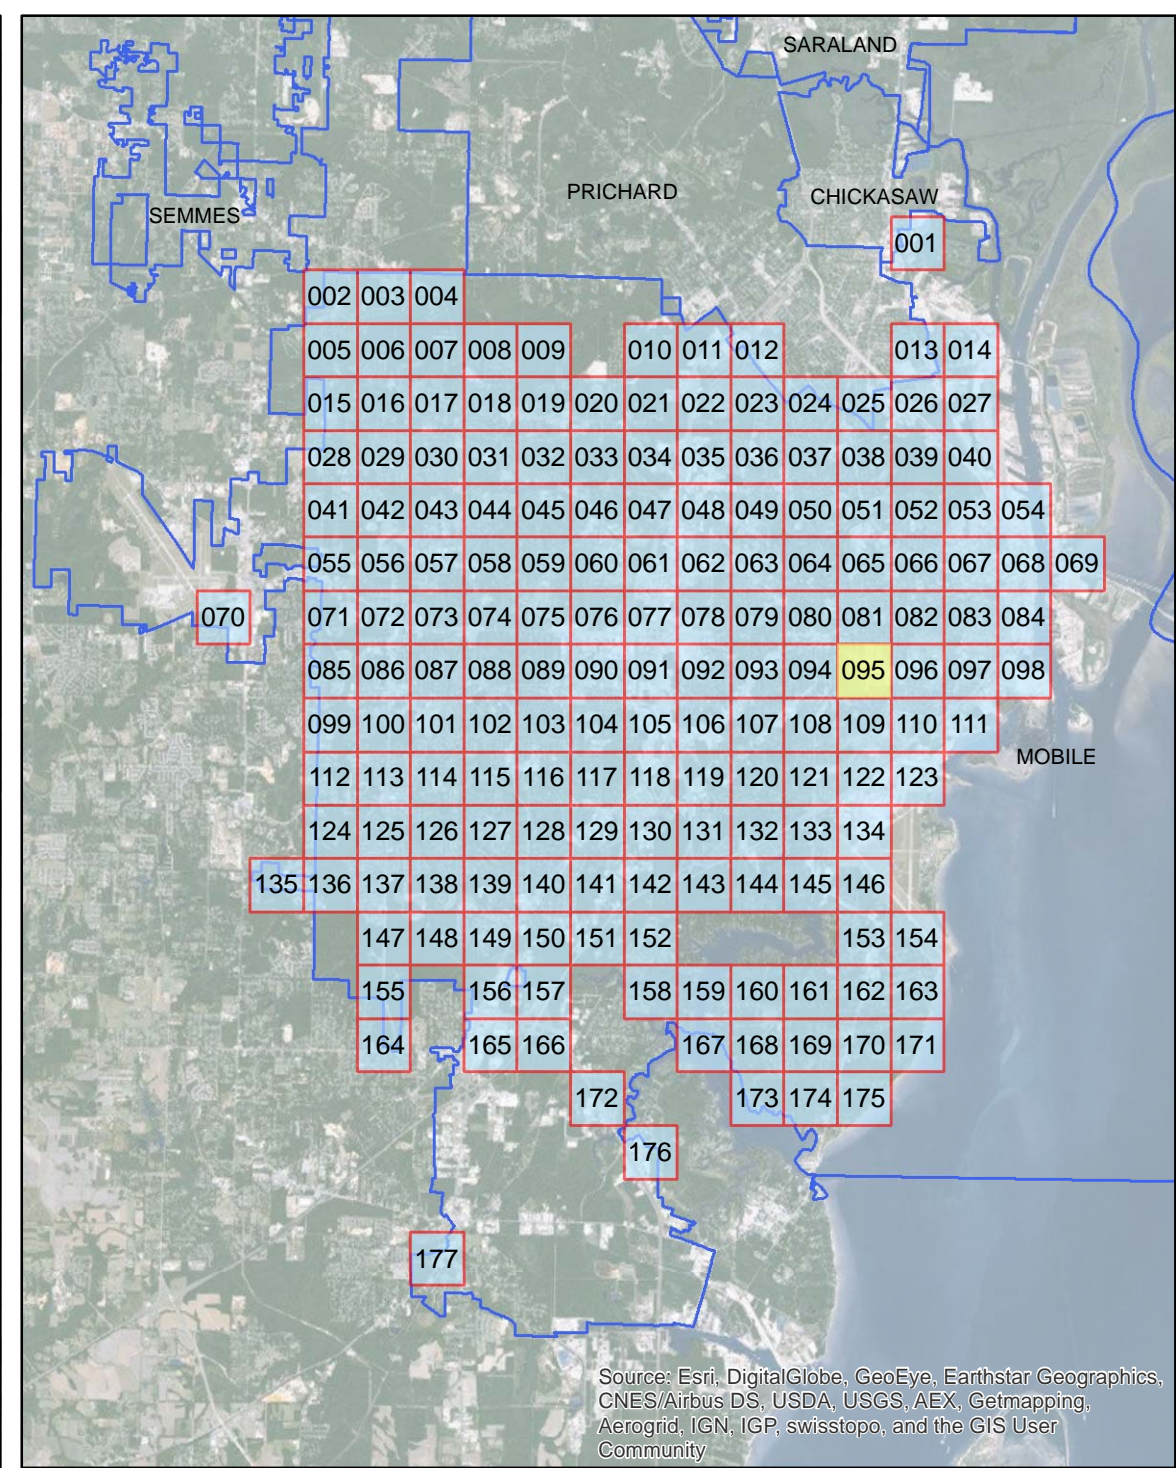 SARALAND
PRICHARD
CHICKASAW
SEMMES
001
002 003 004
005 006 007 008 009 010 011 012 013 014
015 016 017 018 019 020 021 022 023 024 025 026 027
028 029 030 031 032 033 034 035 036 037 038 039 040
041 042 043 044 045 046 047 048 049 050 051 052 053 054
055 056 057 058 059 060 061 062 063 064 065 066 067 068 069
070 071 072 073 074 075 076 077 078 079 080 081 082 083 084
085 086 087 088 089 090 091 092 093 094 095 096 097 098
099 100 101 102 103 104 105 106 107 108 109 110 111
MOBILE
112 113 114 115 116 117 118 119 120 121 122 123
124 125 126 127 128 129 130 131 132 133 134
135 136 137 138 139 140 141 142 143 144 145 146
147 148 149 150 151 152 153 154
155 156 157 158 159 160 161 162 163
164 165 166 167 168 169 170 171
172 173 174 175
176
177
Source: Esri, DigitalGlobe, GeoEye, Earthstar Geographics,
CNES/Airbus DS, USDA, USGS, AEX, Getmapping,
Aerogrid, IGN, IGP, swisstopo, and the GIS User
Community